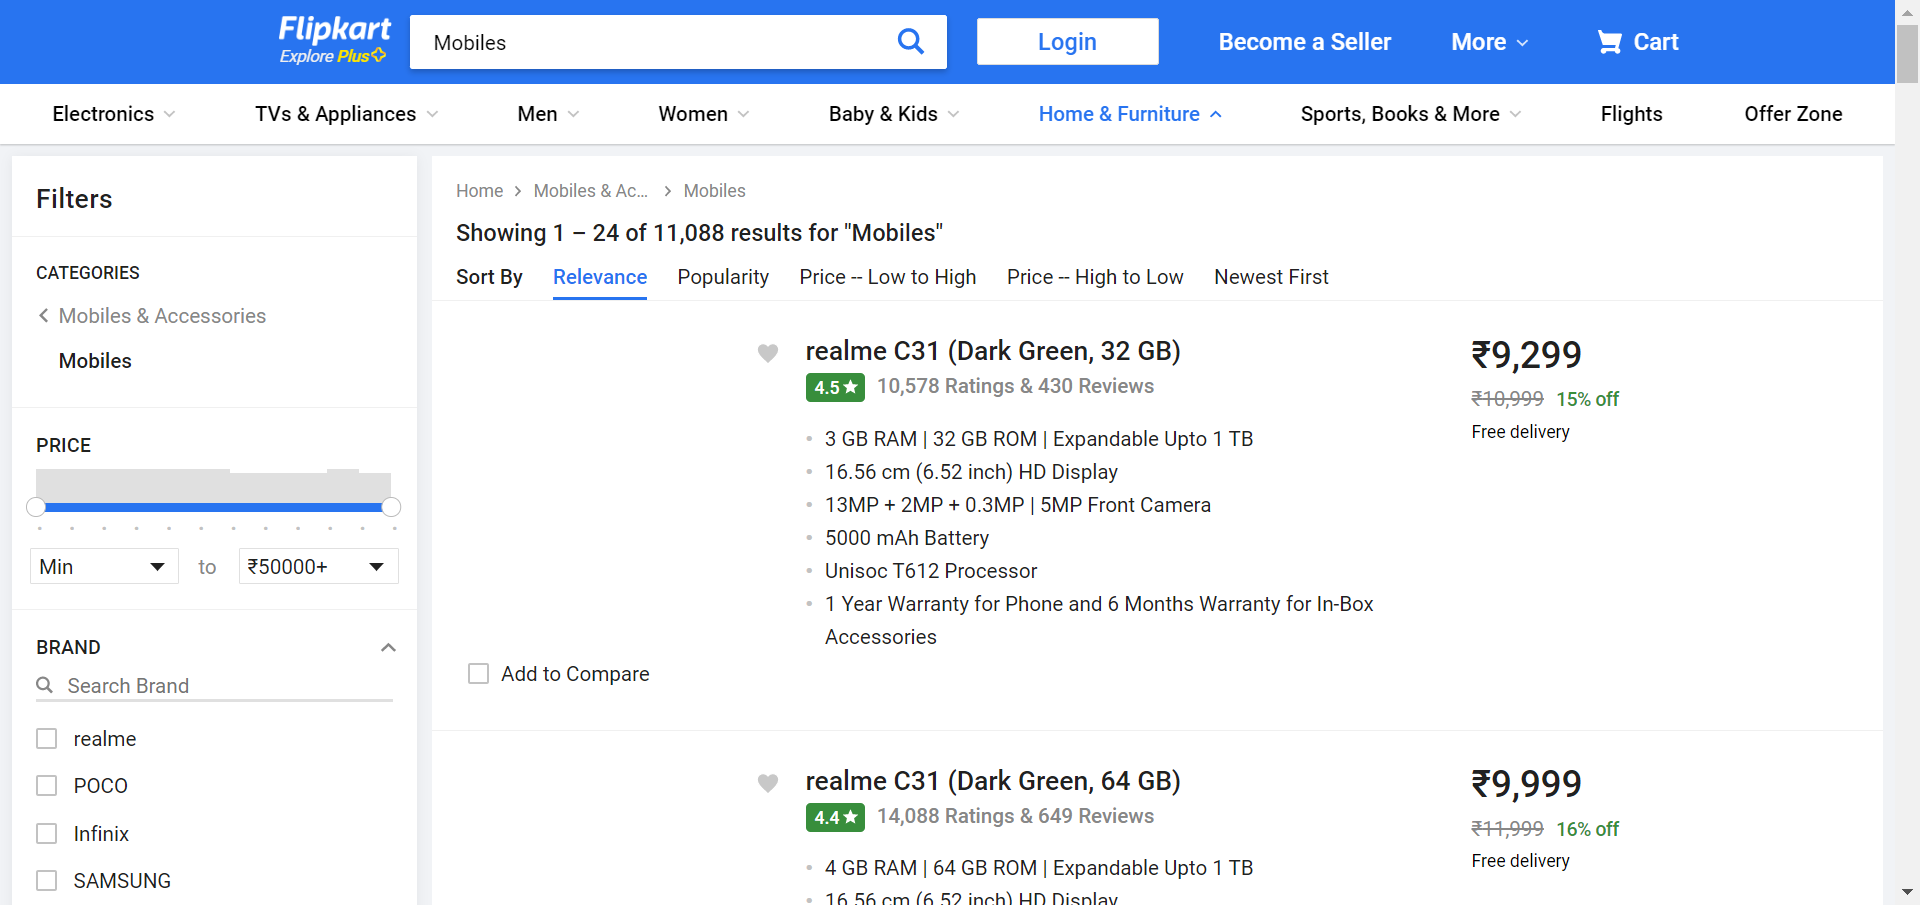 Flipkart
Explore Plus
Mobiles
Login
Become a Seller
More
Cart
Electronics
TVs & Appliances
Men
Women
Baby & Kids
Home & Furniture
Sports, Books & More
Flights
Offer Zone
Filters
CATEGORIES
Mobiles & Accessories
Mobiles
PRICE
Min
to
₹50000+
BRAND
Search Brand
realme
POCO
Infinix
SAMSUNG
Home
Mobiles & Ac...
Mobiles
Showing 1 – 24 of 11,088 results for "Mobiles"
Sort By
Relevance
Popularity
Price -- Low to High
Price -- High to Low
Newest First
realme C31 (Dark Green, 32 GB)
4.5
10,578 Ratings & 430 Reviews
3 GB RAM | 32 GB ROM | Expandable Upto 1 TB
16.56 cm (6.52 inch) HD Display
13MP + 2MP + 0.3MP | 5MP Front Camera
5000 mAh Battery
Unisoc T612 Processor
1 Year Warranty for Phone and 6 Months Warranty for In-Box
Accessories
₹9,299
₹10,999 15% off
Free delivery
Add to Compare
realme C31 (Dark Green, 64 GB)
4.4
14,088 Ratings & 649 Reviews
4 GB RAM | 64 GB ROM | Expandable Upto 1 TB
16.56 cm (6.52 inch) HD Display
₹9,999
₹11,999 16% off
Free delivery